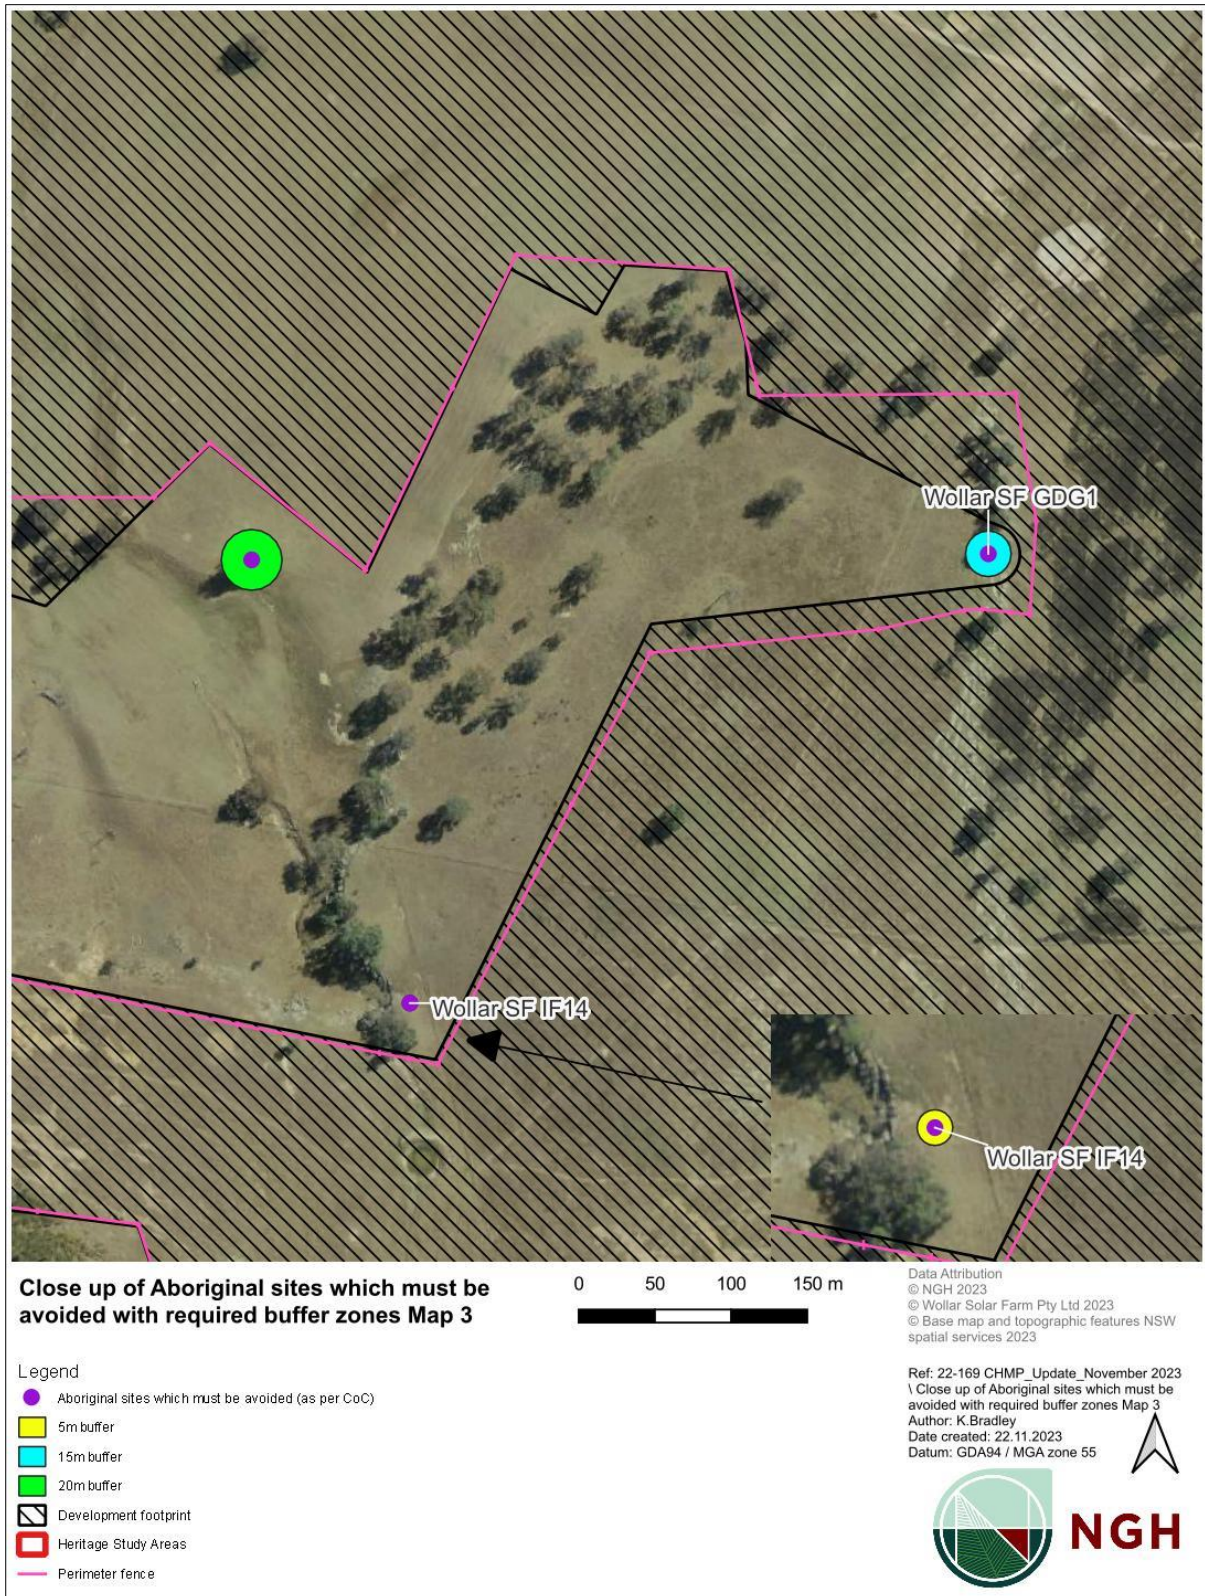 Wollar SF GDG1
Wollar SF IF14
Wollar SF IF14
Close up of Aboriginal sites which must be
avoided with required buffer zones Map 3
0 50 100 150 m
Legend
Aboriginal sites which must be avoided (as per CoC)
5m buffer
15m buffer
20m buffer
Development footprint
Heritage Study Areas
Perimeter fence
Data Attribution
© NGH 2023
© Wollar Solar Farm Pty Ltd 2023
© Base map and topographic features NSW
spatial services 2023
Ref: 22-169 CHMP_Update_November 2023
\ Close up of Aboriginal sites which must be
avoided with required buffer zones Map 3
Author: K.Bradley
Date created: 22.11.2023
Datum: GDA94 / MGA zone 55
NGH